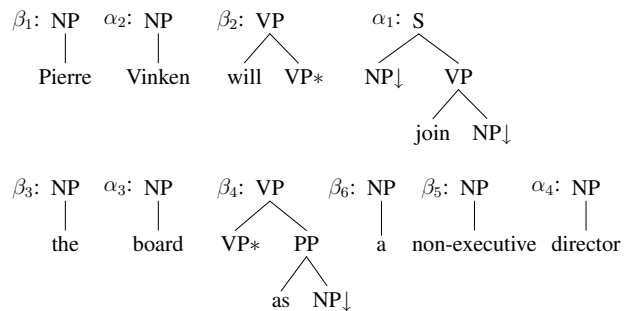 β₁: NP α₂: NP β₂: VP α₁: S
Pierre Vinken will VP∗ NP↓ VP
join NP↓
β₃: NP α₃: NP β₄: VP β₆: NP β₅: NP α₄: NP
the board VP∗ PP a non-executive director
as NP↓